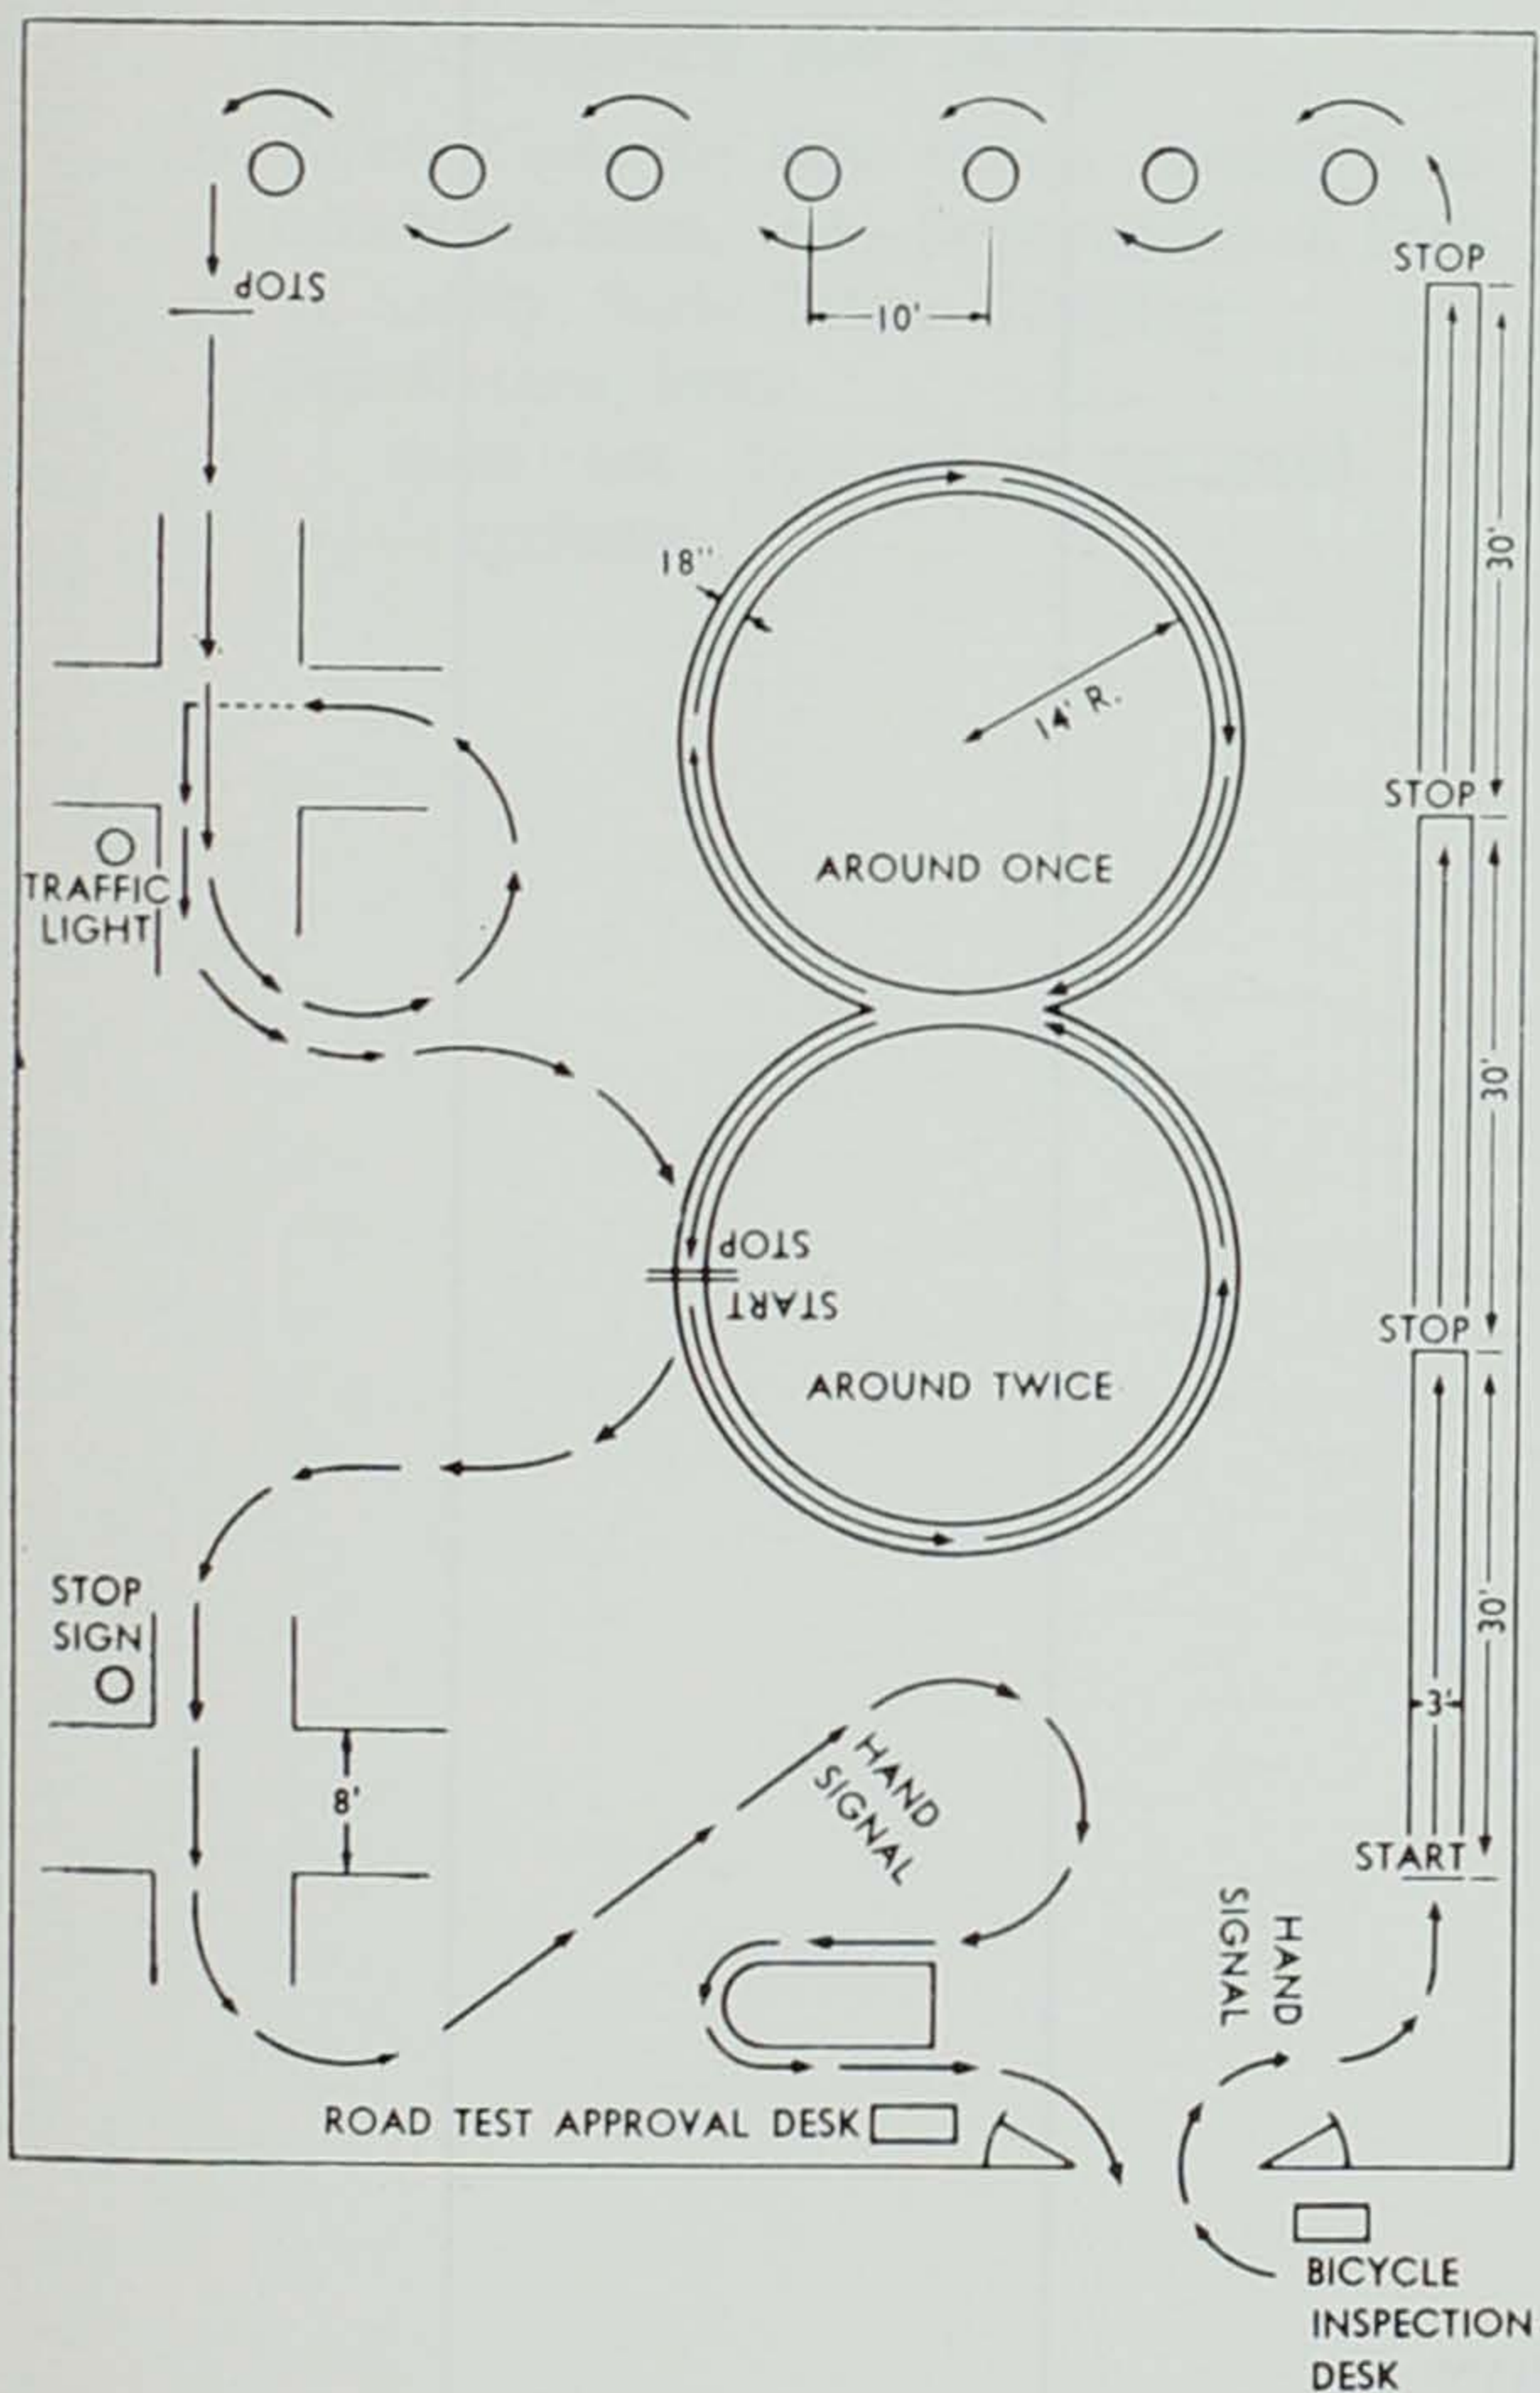 STOP
STOP
10'
30'
18"
14' R.
STOP
AROUND ONCE
TRAFFIC
LIGHT
30'
STOP
START
STOP
AROUND TWICE
STOP
SIGN
30'
3'
HAND
SIGNAL
8'
START
HAND
SIGNAL
ROAD TEST APPROVAL DESK
BICYCLE
INSPECTION
DESK